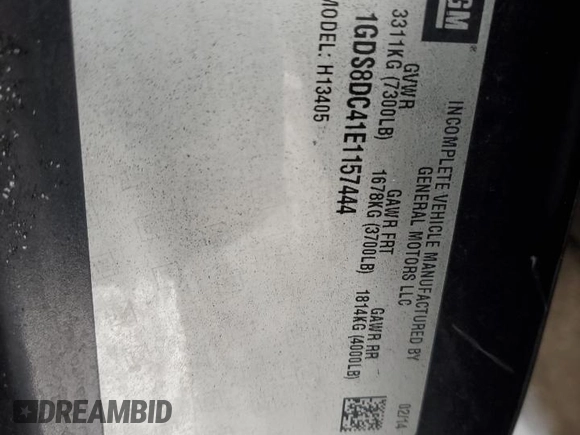 GM®
INCOMPLETE VEHICLE MANUFACTURED BY
GENERAL MOTORS LLC 02/14
GVWR GAWR FRT GAWR RR
3311KG (7300LB) 1678KG (3700LB) 1814KG (4000LB)
1GDS8DC41E1157444
MODEL: H13405
DREAMBID